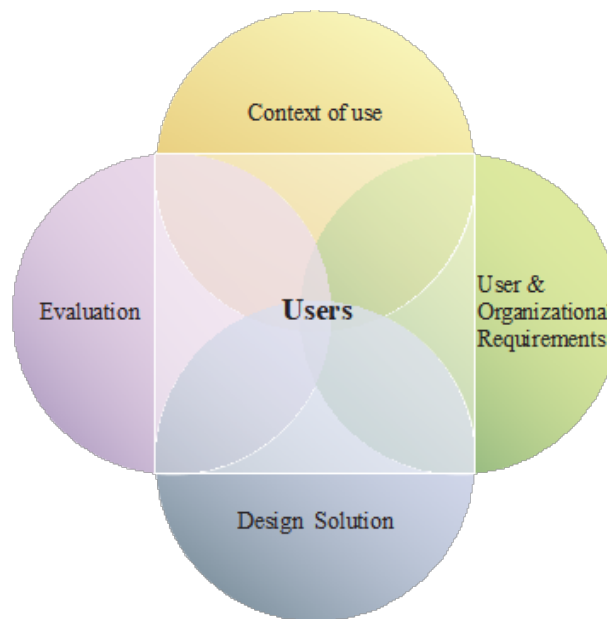 Context of use
Evaluation
Users
User &
Organizational
Requirements
Design Solution